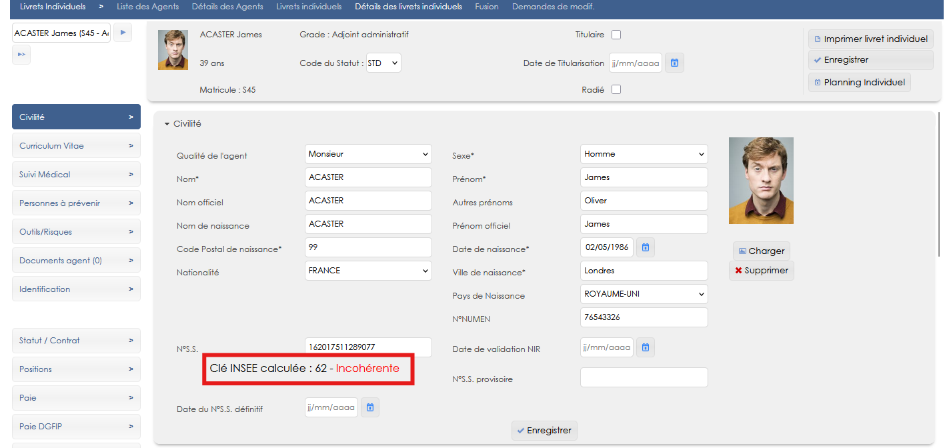 Livrets Individuels > Liste des Agents Détails des Agents Livrets individuels Détails des livrets individuels Fusion Demandes de modif.
ACASTER James (S45 - A
ACASTER James Grade : Adjoint administratif Titulaire
39 ans Code du Statut : STD Date de Titularisation jj/mm/aaaa
Matricule : S45 Radié
Imprimer livret individuel
Enregistrer
Planning Individuel
Civilité >
Curriculum Vitae >
Suivi Médical >
Personnes à prévenir >
Outils/Risques >
Documents agent (0) >
Identification >
Statut / Contrat >
Positions >
Paie >
Paie DGFIP >
Civilité
Qualité de l'agent Monsieur Sexe* Homme
Nom* ACASTER Prénom* James
Nom officiel ACASTER Autres prénoms Oliver
Nom de naissance ACASTER Prénom officiel James
Code Postal de naissance* 99 Date de naissance* 02/05/1986
Nationalité FRANCE Ville de naissance* Londres
Pays de Naissance ROYAUME-UNI
N°NUMEN 76543326
N°S.S. 162017511289077 Date de validation NIR jj/mm/aaaa
Clé INSEE calculée : 62 - Incohérente
N°S.S. provisoire
Date du N°S.S. définitif jj/mm/aaaa
Enregistrer
Charger
Supprimer